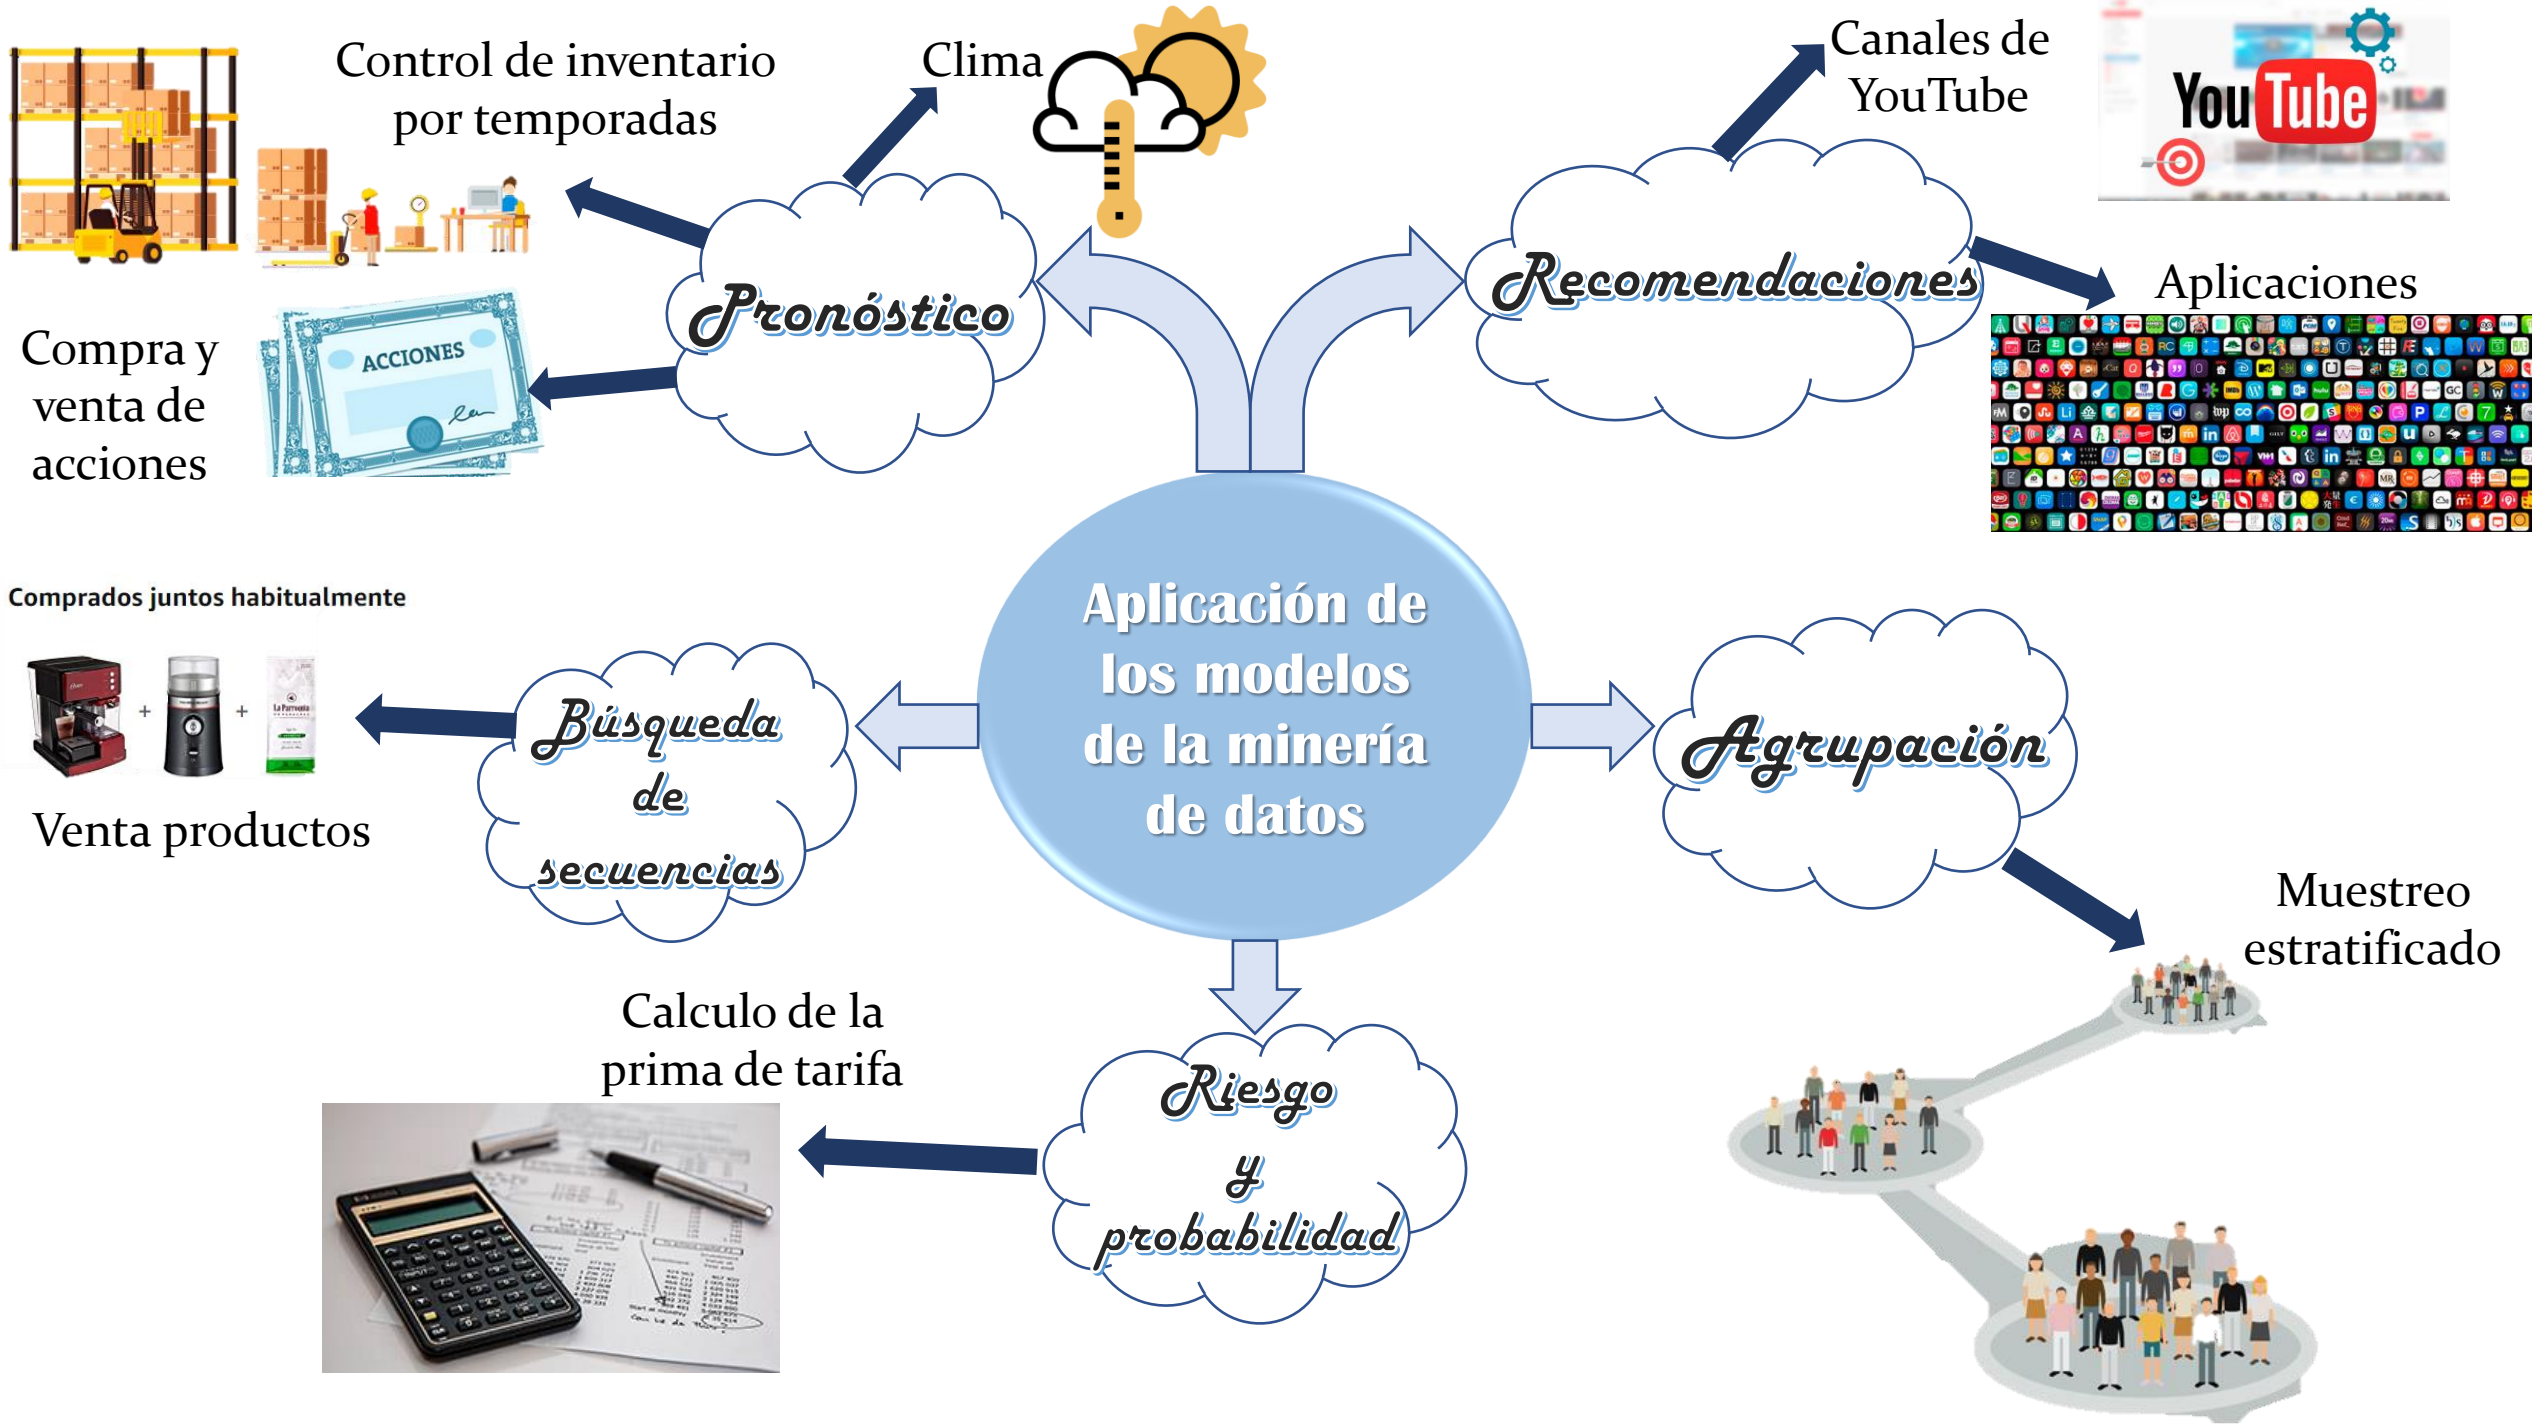 Control de inventario
por temporadas
Clima
Canales de
YouTube
You Tube
Pronóstico
Recomendaciones
Aplicaciones
Compra y
venta de
acciones
ACCIONES
Aplicación de
los modelos
de la minería
de datos
Comprados juntos habitualmente
+
+
Venta productos
Búsqueda
de
secuencias
Agrupación
Muestreo
estratificado
Calculo de la
prima de tarifa
Riesgo
y
probabilidad